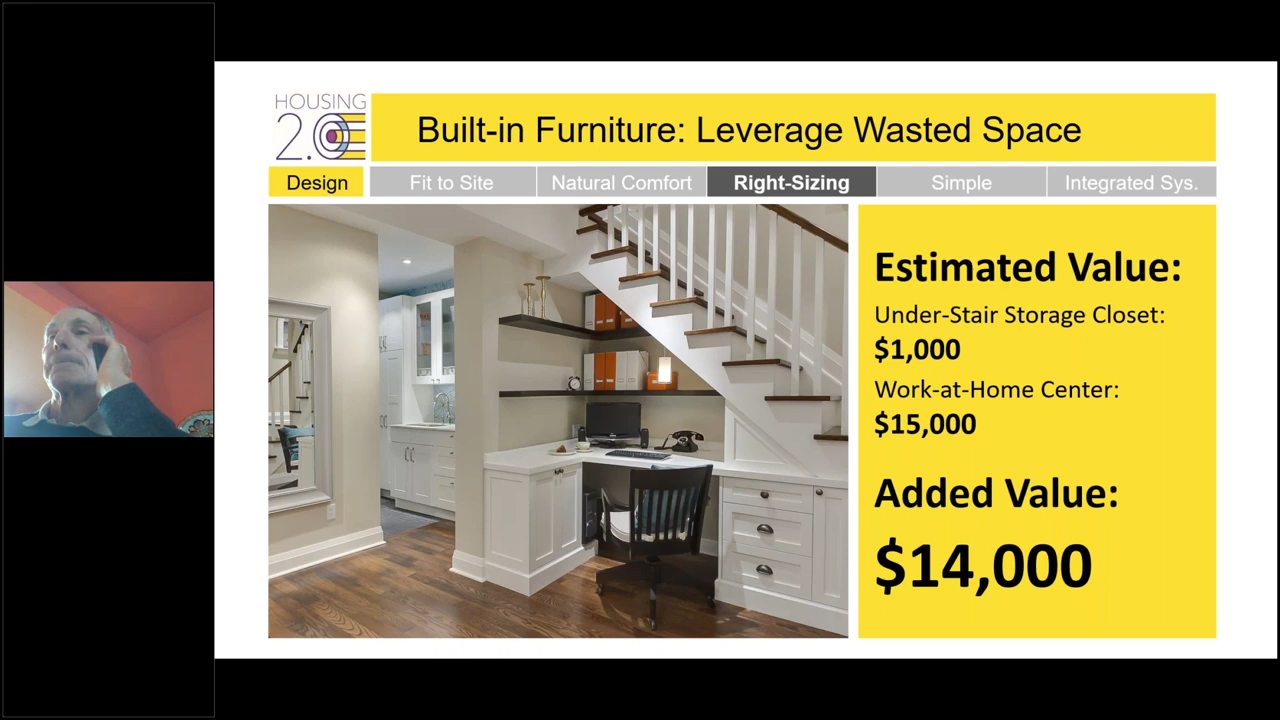 HOUSING
2.0
Built-in Furniture: Leverage Wasted Space
Design
Fit to Site
Natural Comfort
Right-Sizing
Simple
Integrated Sys.
Estimated Value:
Under-Stair Storage Closet:
$1,000
Work-at-Home Center:
$15,000
Added Value:
$14,000